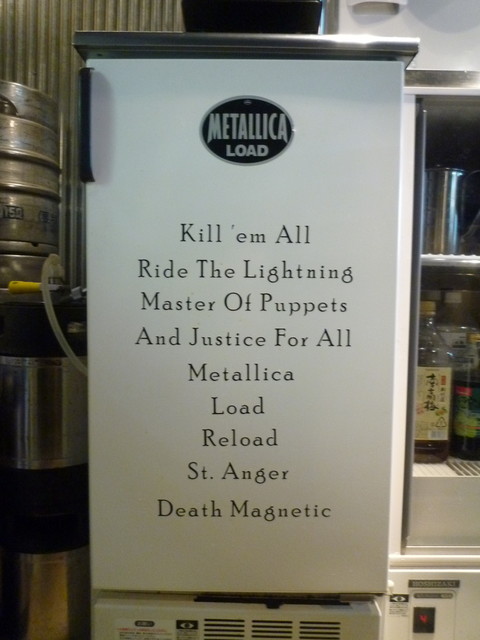 METALLICA
LOAD
Kill 'em All
Ride The Lightning
Master Of Puppets
And Justice For All
Metallica
Load
Reload
St. Anger
Death Magnetic
HOSHIZAKI